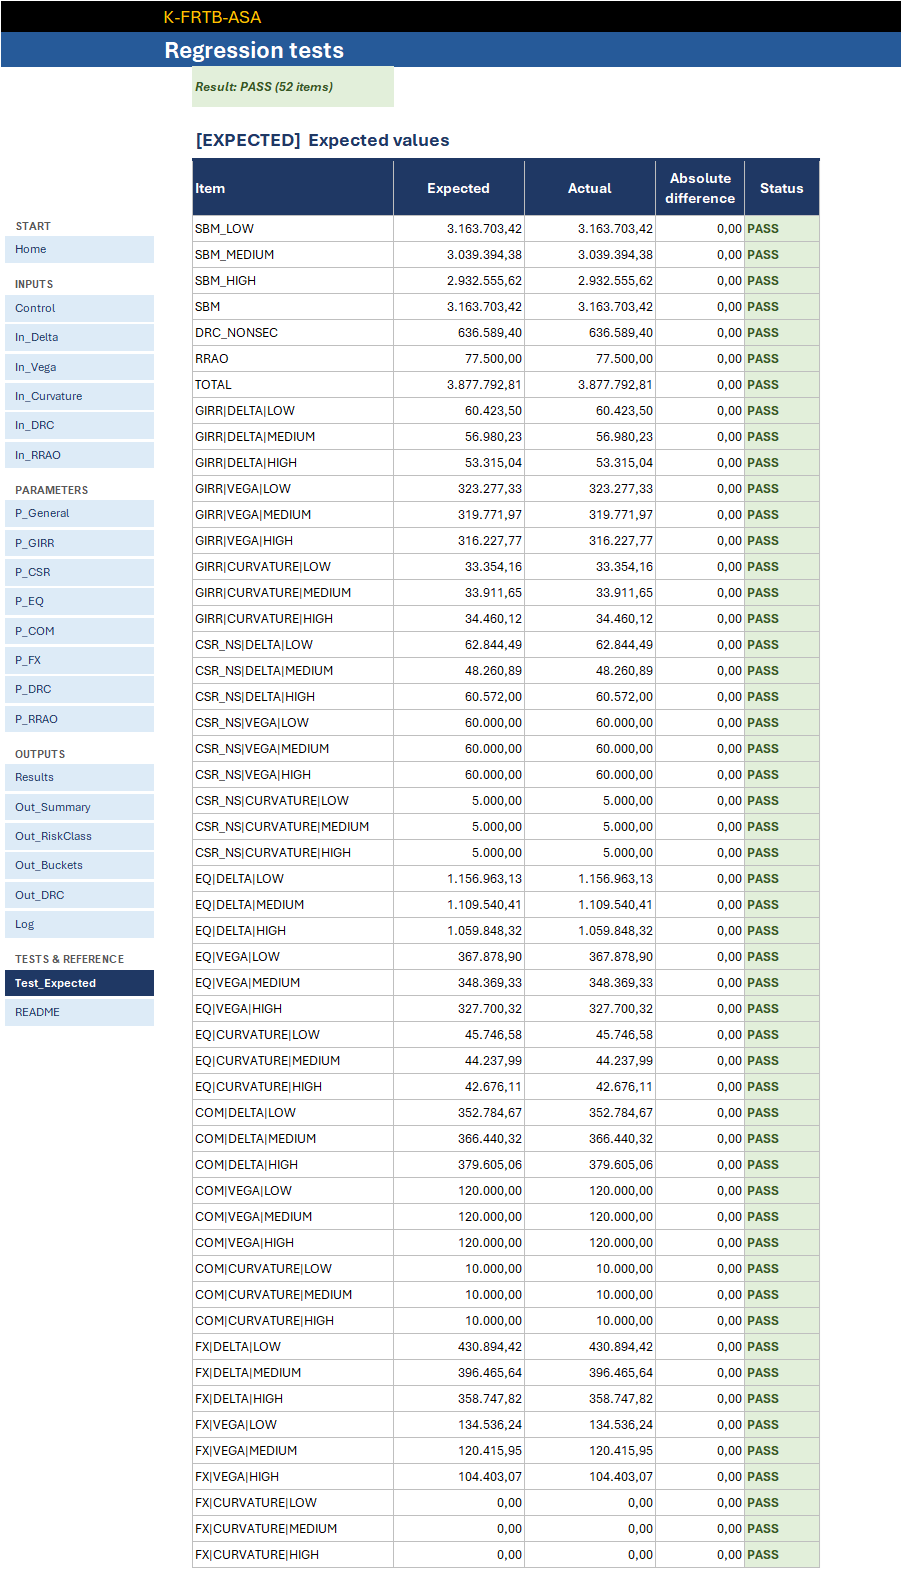 K-FRTB-ASA
Regression tests
Result: PASS (52 items)
START
Home
INPUTS
Control
In_Delta
In_Vega
In_Curvature
In_DRC
In_RRAO
PARAMETERS
P_General
P_GIRR
P_CSR
P_EQ
P_COM
P_FX
P_DRC
P_RRAO
OUTPUTS
Results
Out_Summary
Out_RiskClass
Out_Buckets
Out_DRC
Log
TESTS & REFERENCE
Test_Expected
README
[EXPECTED] Expected values
Item Expected Actual Absolute difference Status
SBM_LOW 3.163.703,42 3.163.703,42 0,00 PASS
SBM_MEDIUM 3.039.394,38 3.039.394,38 0,00 PASS
SBM_HIGH 2.932.555,62 2.932.555,62 0,00 PASS
SBM 3.163.703,42 3.163.703,42 0,00 PASS
DRC_NONSEC 636.589,40 636.589,40 0,00 PASS
RRAO 77.500,00 77.500,00 0,00 PASS
TOTAL 3.877.792,81 3.877.792,81 0,00 PASS
GIRR|DELTA|LOW 60.423,50 60.423,50 0,00 PASS
GIRR|DELTA|MEDIUM 56.980,23 56.980,23 0,00 PASS
GIRR|DELTA|HIGH 53.315,04 53.315,04 0,00 PASS
GIRR|VEGA|LOW 323.277,33 323.277,33 0,00 PASS
GIRR|VEGA|MEDIUM 319.771,97 319.771,97 0,00 PASS
GIRR|VEGA|HIGH 316.227,77 316.227,77 0,00 PASS
GIRR|CURVATURE|LOW 33.354,16 33.354,16 0,00 PASS
GIRR|CURVATURE|MEDIUM 33.911,65 33.911,65 0,00 PASS
GIRR|CURVATURE|HIGH 34.460,12 34.460,12 0,00 PASS
CSR_NS|DELTA|LOW 62.844,49 62.844,49 0,00 PASS
CSR_NS|DELTA|MEDIUM 48.260,89 48.260,89 0,00 PASS
CSR_NS|DELTA|HIGH 60.572,00 60.572,00 0,00 PASS
CSR_NS|VEGA|LOW 60.000,00 60.000,00 0,00 PASS
CSR_NS|VEGA|MEDIUM 60.000,00 60.000,00 0,00 PASS
CSR_NS|VEGA|HIGH 60.000,00 60.000,00 0,00 PASS
CSR_NS|CURVATURE|LOW 5.000,00 5.000,00 0,00 PASS
CSR_NS|CURVATURE|MEDIUM 5.000,00 5.000,00 0,00 PASS
CSR_NS|CURVATURE|HIGH 5.000,00 5.000,00 0,00 PASS
EQ|DELTA|LOW 1.156.963,13 1.156.963,13 0,00 PASS
EQ|DELTA|MEDIUM 1.109.540,41 1.109.540,41 0,00 PASS
EQ|DELTA|HIGH 1.059.848,32 1.059.848,32 0,00 PASS
EQ|VEGA|LOW 367.878,90 367.878,90 0,00 PASS
EQ|VEGA|MEDIUM 348.369,33 348.369,33 0,00 PASS
EQ|VEGA|HIGH 327.700,32 327.700,32 0,00 PASS
EQ|CURVATURE|LOW 45.746,58 45.746,58 0,00 PASS
EQ|CURVATURE|MEDIUM 44.237,99 44.237,99 0,00 PASS
EQ|CURVATURE|HIGH 42.676,11 42.676,11 0,00 PASS
COM|DELTA|LOW 352.784,67 352.784,67 0,00 PASS
COM|DELTA|MEDIUM 366.440,32 366.440,32 0,00 PASS
COM|DELTA|HIGH 379.605,06 379.605,06 0,00 PASS
COM|VEGA|LOW 120.000,00 120.000,00 0,00 PASS
COM|VEGA|MEDIUM 120.000,00 120.000,00 0,00 PASS
COM|VEGA|HIGH 120.000,00 120.000,00 0,00 PASS
COM|CURVATURE|LOW 10.000,00 10.000,00 0,00 PASS
COM|CURVATURE|MEDIUM 10.000,00 10.000,00 0,00 PASS
COM|CURVATURE|HIGH 10.000,00 10.000,00 0,00 PASS
FX|DELTA|LOW 430.894,42 430.894,42 0,00 PASS
FX|DELTA|MEDIUM 396.465,64 396.465,64 0,00 PASS
FX|DELTA|HIGH 358.747,82 358.747,82 0,00 PASS
FX|VEGA|LOW 134.536,24 134.536,24 0,00 PASS
FX|VEGA|MEDIUM 120.415,95 120.415,95 0,00 PASS
FX|VEGA|HIGH 104.403,07 104.403,07 0,00 PASS
FX|CURVATURE|LOW 0,00 0,00 0,00 PASS
FX|CURVATURE|MEDIUM 0,00 0,00 0,00 PASS
FX|CURVATURE|HIGH 0,00 0,00 0,00 PASS